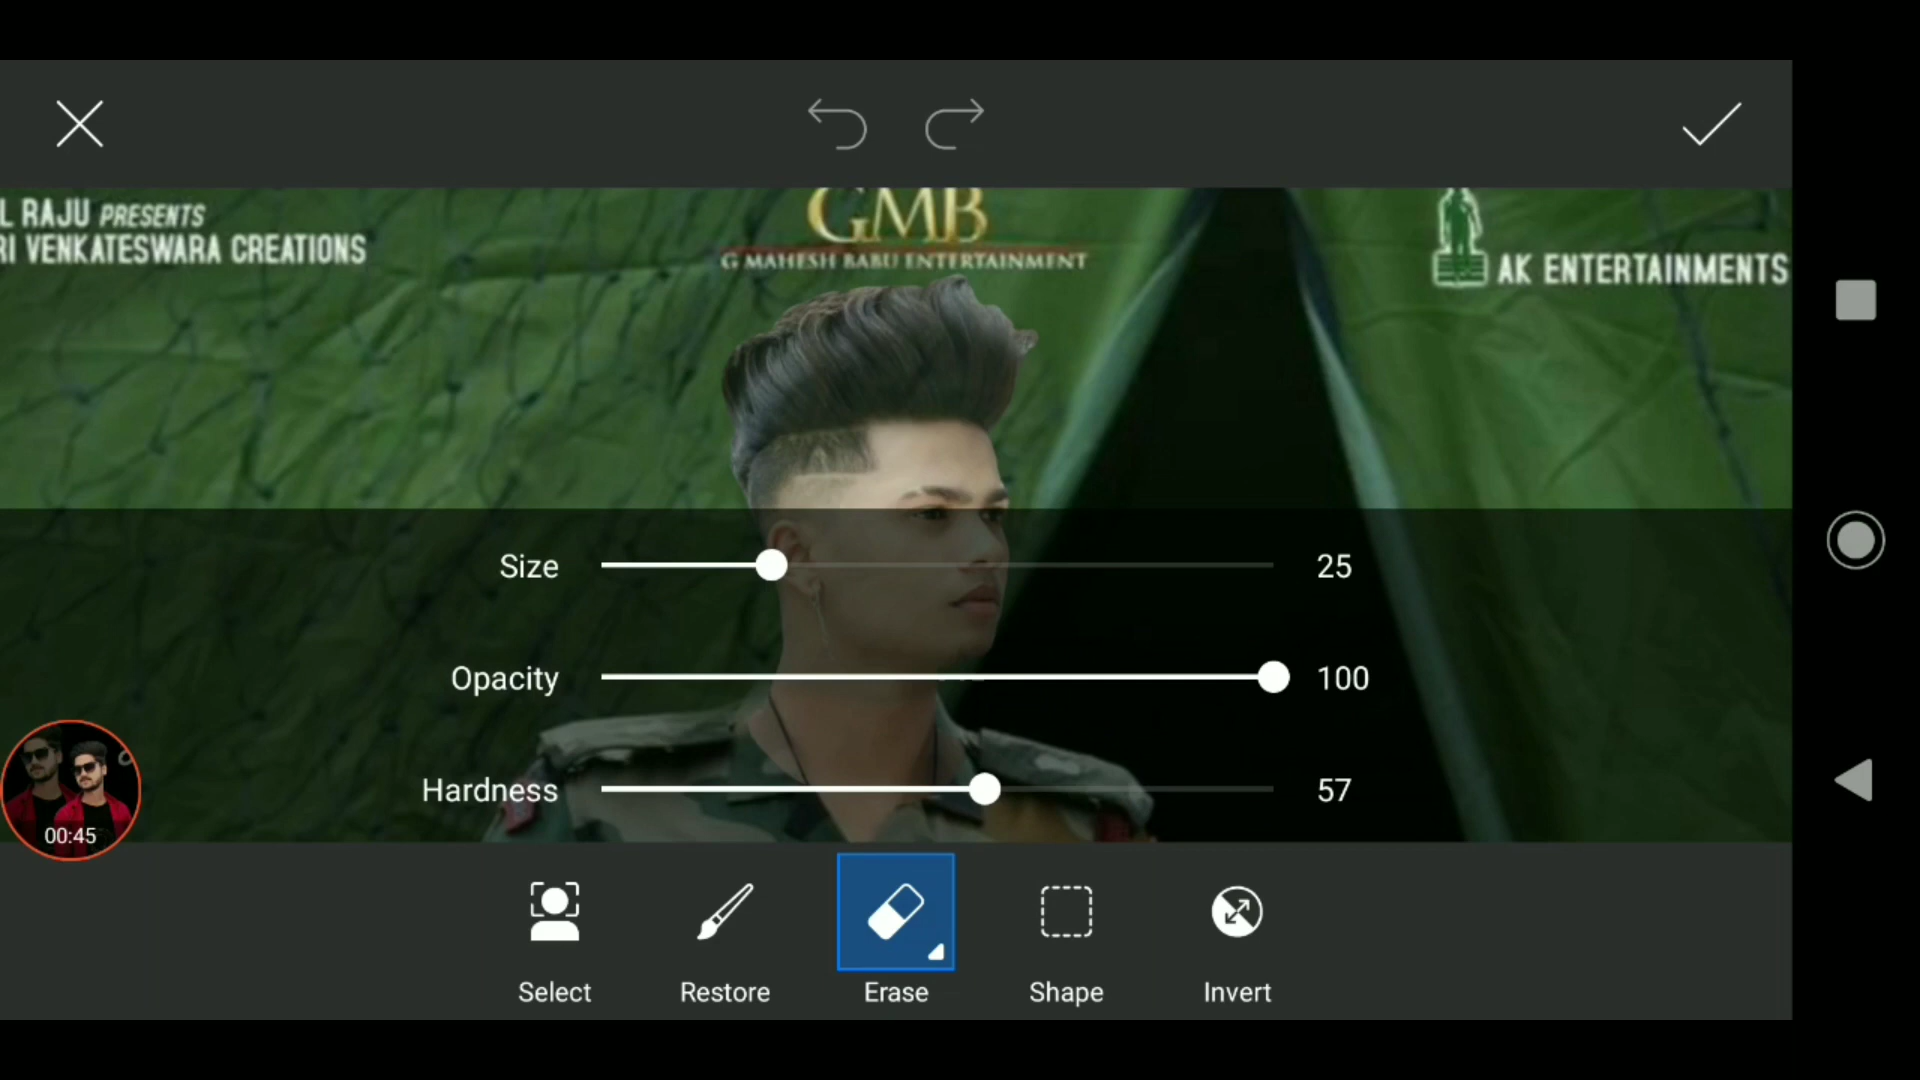 L RAJU PRESENTS
RI VENKATESWARA CREATIONS
GMB
G MAHESH BABU ENTERTAINMENT
AK ENTERTAINMENTS
Size 25
Opacity 100
Hardness 57
00:45
Select Restore Erase Shape Invert